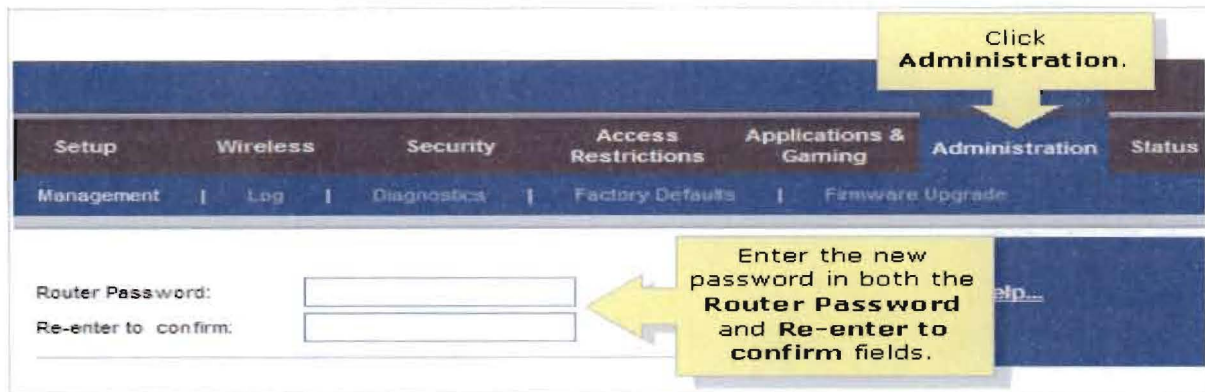 Click
Administration.
Setup Wireless Security Access Restrictions Applications & Gaming Administration Status
Management | Log | Diagnostics | Factory Defaults | Firmware Upgrade
Enter the new
password in both the
Router Password
and Re-enter to
confirm fields.
Router Password:
Re-enter to confirm:
elp...